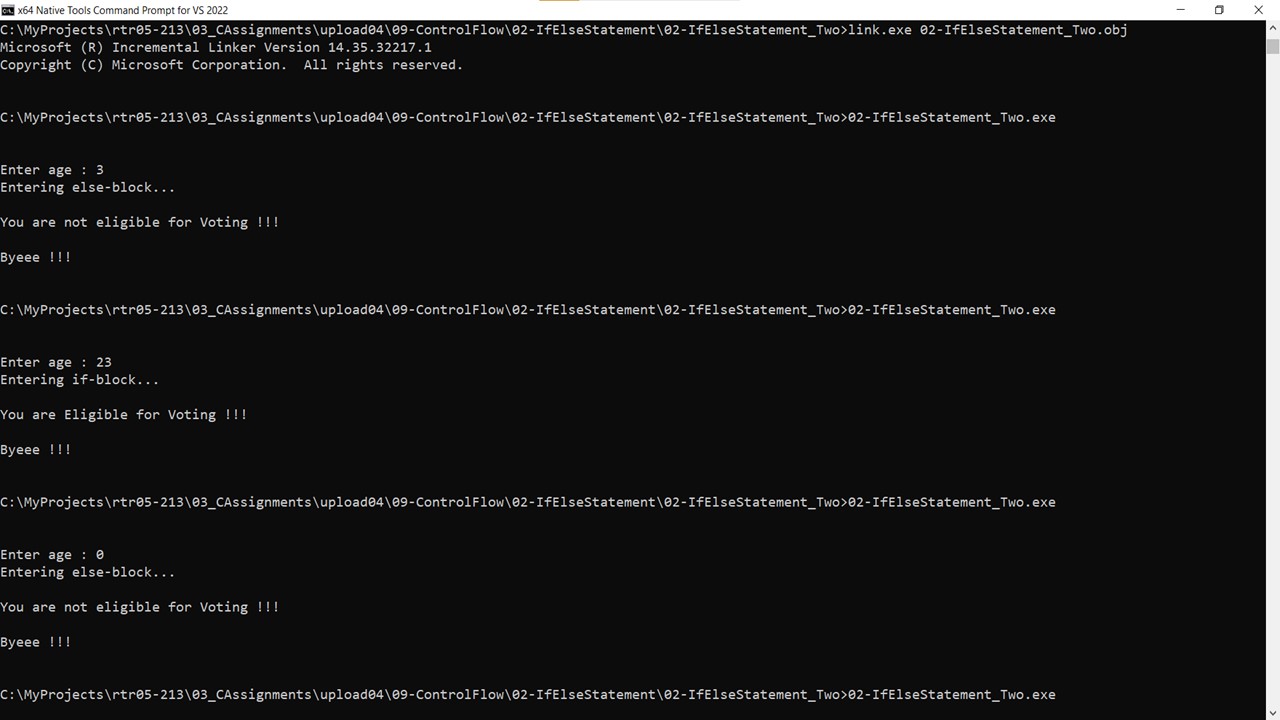 x64 Native Tools Command Prompt for VS 2022
C:\MyProjects\rtr05-213\03_CAssignments\upload04\09-ControlFlow\02-IfElseStatement\02-IfElseStatement_Two>link.exe 02-IfElseStatement_Two.obj
Microsoft (R) Incremental Linker Version 14.35.32217.1
Copyright (C) Microsoft Corporation.  All rights reserved.
C:\MyProjects\rtr05-213\03_CAssignments\upload04\09-ControlFlow\02-IfElseStatement\02-IfElseStatement_Two>02-IfElseStatement_Two.exe
Enter age : 3
Entering else-block...
You are not eligible for Voting !!!
Byeee !!!
C:\MyProjects\rtr05-213\03_CAssignments\upload04\09-ControlFlow\02-IfElseStatement\02-IfElseStatement_Two>02-IfElseStatement_Two.exe
Enter age : 23
Entering if-block...
You are Eligible for Voting !!!
Byeee !!!
C:\MyProjects\rtr05-213\03_CAssignments\upload04\09-ControlFlow\02-IfElseStatement\02-IfElseStatement_Two>02-IfElseStatement_Two.exe
Enter age : 0
Entering else-block...
You are not eligible for Voting !!!
Byeee !!!
C:\MyProjects\rtr05-213\03_CAssignments\upload04\09-ControlFlow\02-IfElseStatement\02-IfElseStatement_Two>02-IfElseStatement_Two.exe